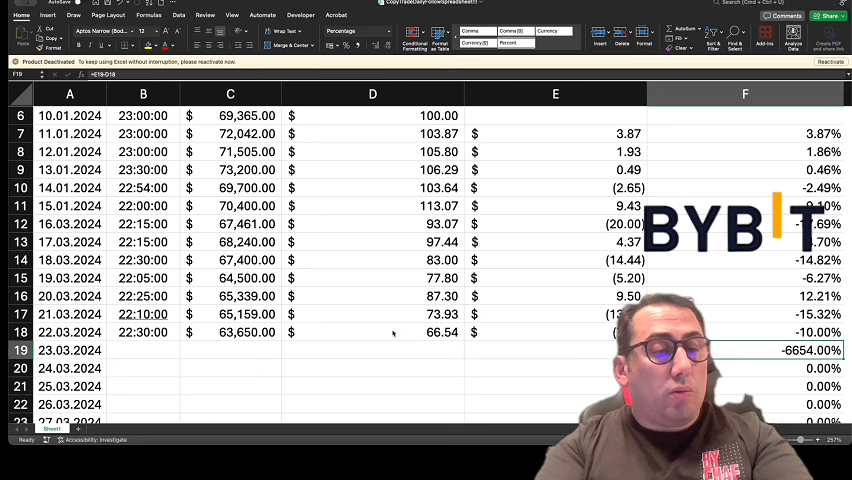 AutoSave
CopyTradeDailyFollowSpreadsheet!!!
Search (Cmd + Ctrl + U)
Home Insert Draw Page Layout Formulas Data Review View Automate Developer Acrobat
Comments Share
Cut
Copy
Format
Aptos Narrow (Bod... 12
B I U
Wrap Text
Merge & Center
Percentage
Conditional Formatting
Format as Table
Comma Comma [0] Currency
Currency [0] Percent
Insert Delete Format
AutoSum
Fill
Clear
Sort & Filter
Find & Select
Add-ins
Analyze Data
Create PDF and share link
Product Deactivated To keep using Excel without interruption, please reactivate now.
Reactivate
F19 fx =E19-D18
A B C D E F
6 10.01.2024 23:00:00 $ 69,365.00 $ 100.00
7 11.01.2024 23:00:00 $ 72,042.00 $ 103.87 $ 3.87 3.87%
8 12.01.2024 23:00:00 $ 71,505.00 $ 105.80 $ 1.93 1.86%
9 13.01.2024 23:30:00 $ 73,200.00 $ 106.29 $ 0.49 0.46%
10 14.01.2024 22:54:00 $ 69,700.00 $ 103.64 $ (2.65) -2.49%
11 15.01.2024 22:00:00 $ 70,400.00 $ 113.07 $ 9.43 9.10%
12 16.03.2024 22:15:00 $ 67,461.00 $ 93.07 $ (20.00)
13 17.03.2024 22:15:00 $ 68,240.00 $ 97.44 $ 4.37
14 18.03.2024 22:30:00 $ 67,400.00 $ 83.00 $ (14.44) -14.82%
15 19.03.2024 22:05:00 $ 64,500.00 $ 77.80 $ (5.20) -6.27%
16 20.03.2024 22:25:00 $ 65,339.00 $ 87.30 $ 9.50 12.21%
17 21.03.2024 22:10:00 $ 65,159.00 $ 73.93 $ -15.32%
18 22.03.2024 22:30:00 $ 63,650.00 $ 66.54 $ -10.00%
19 23.03.2024 -6654.00%
20 24.03.2024 0.00%
21 25.03.2024 0.00%
22 26.03.2024 0.00%
BYBIT
Sheet1 +
Ready Accessibility: Investigate
257%